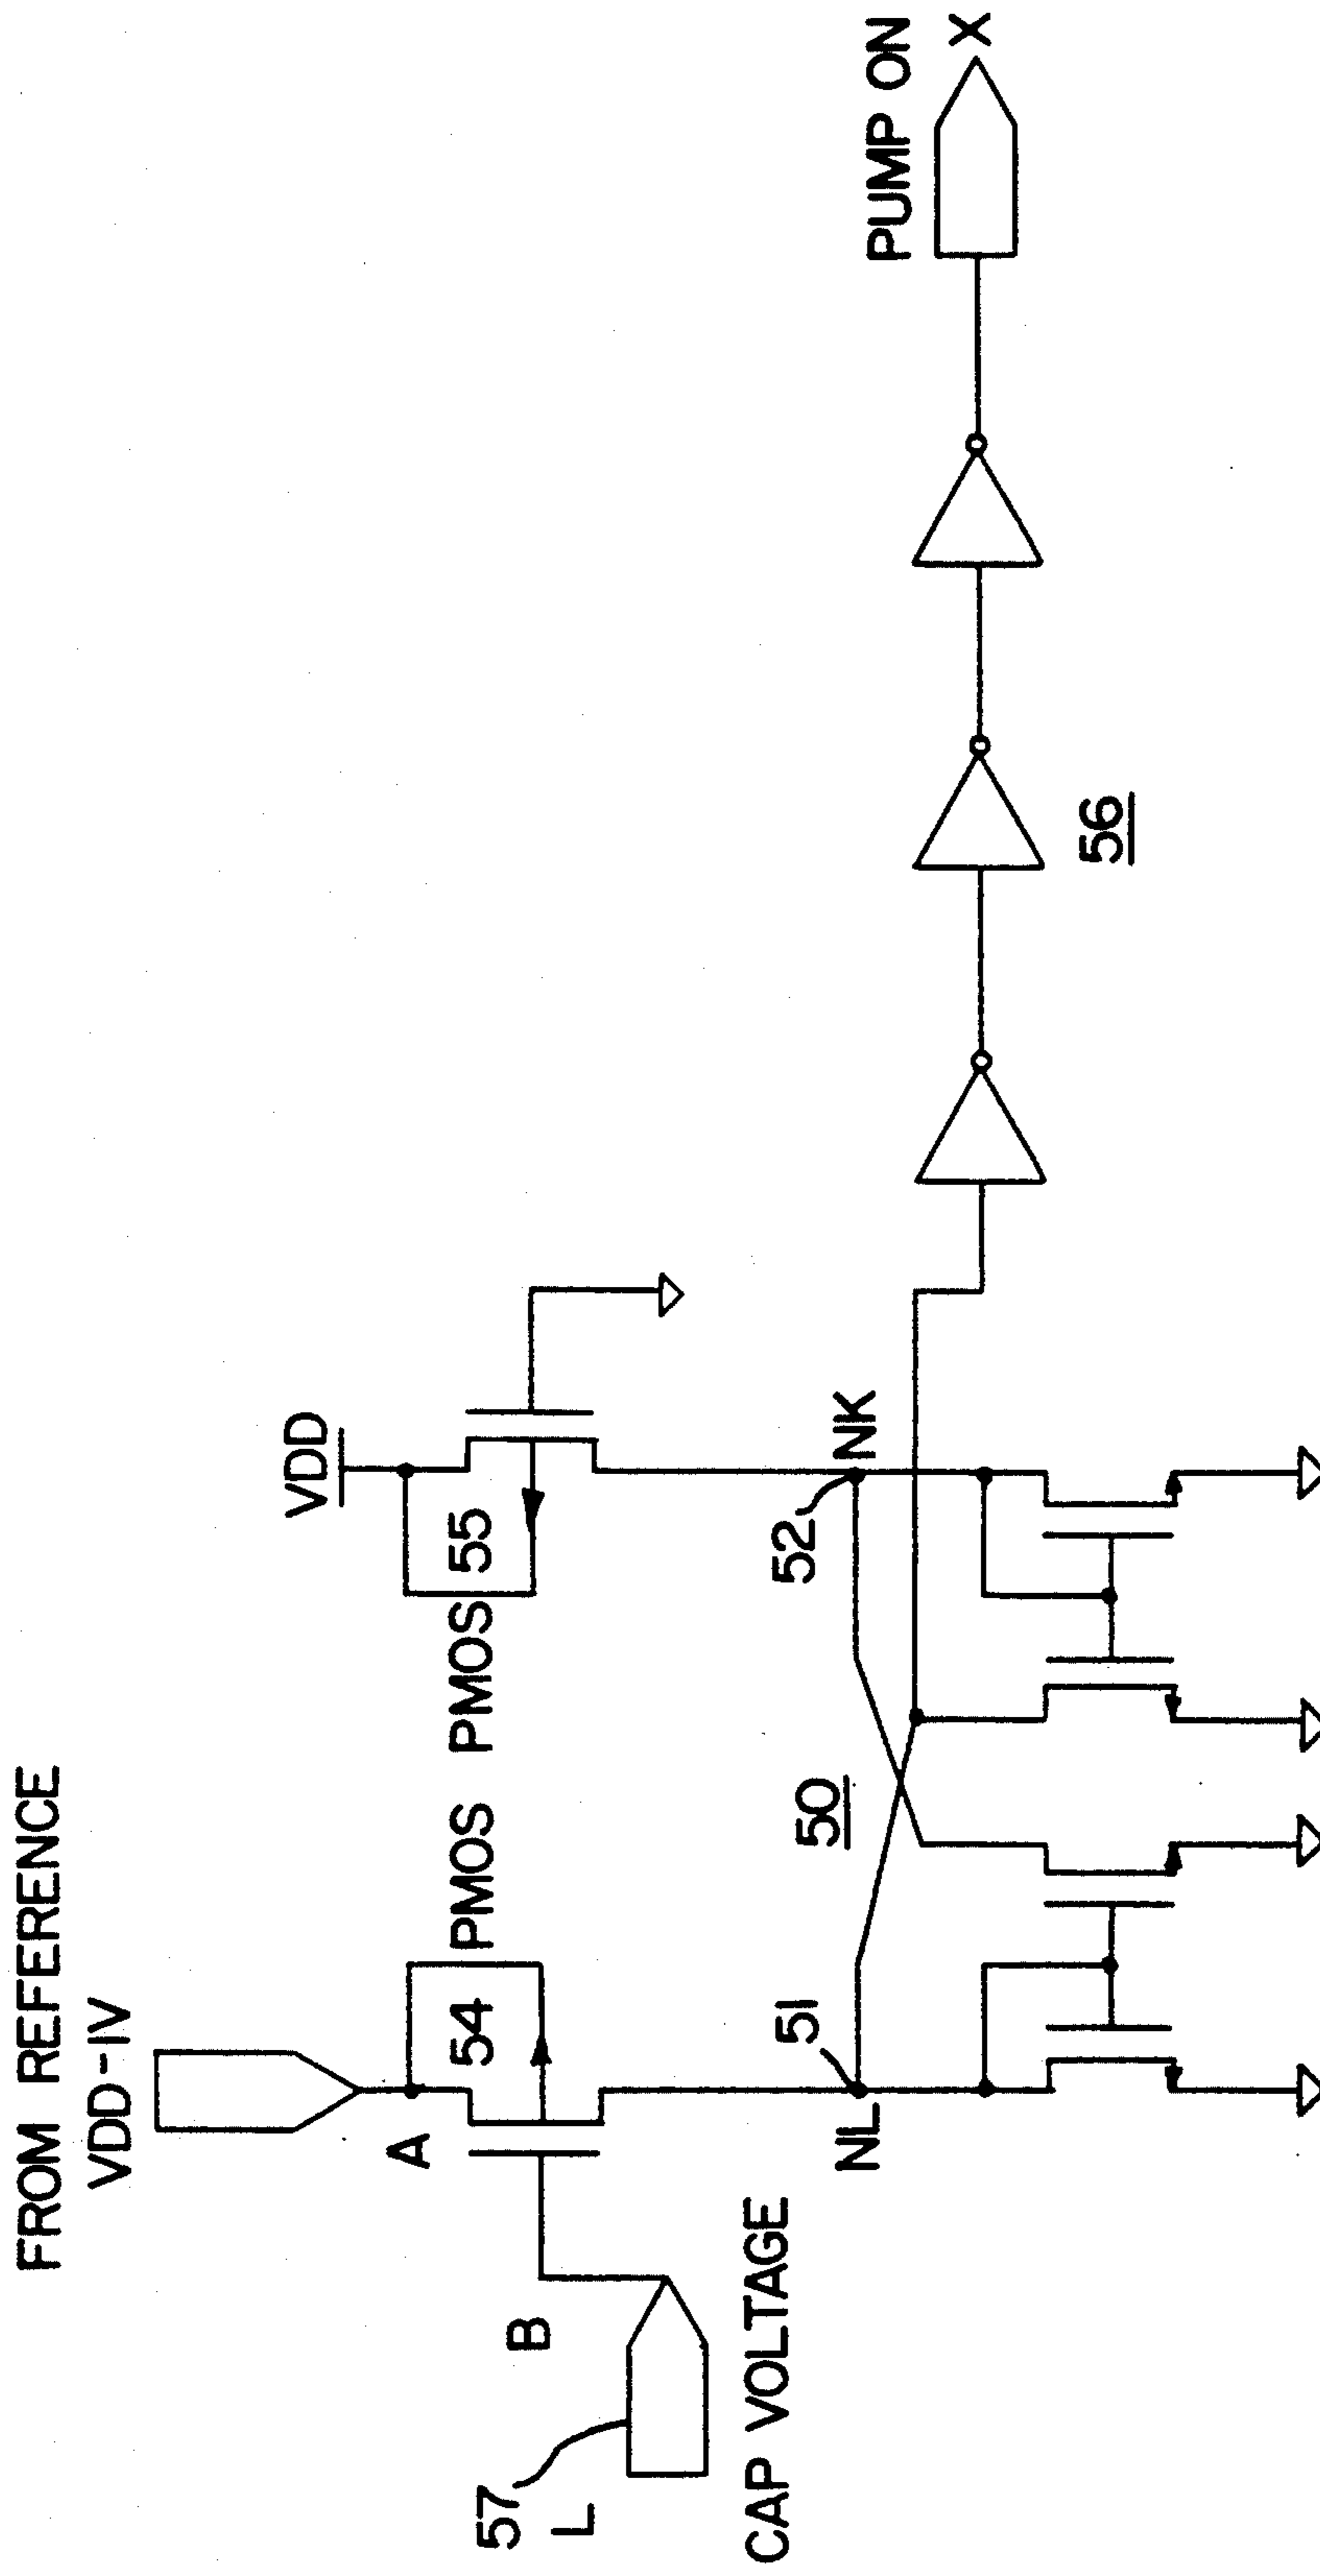 FROM REFERENCE
VDD-1V
A
VDD
PMOS
54
PMOS
55
57
L
B
CAP VOLTAGE
NL
51
50
52
NK
56
PUMP ON
X